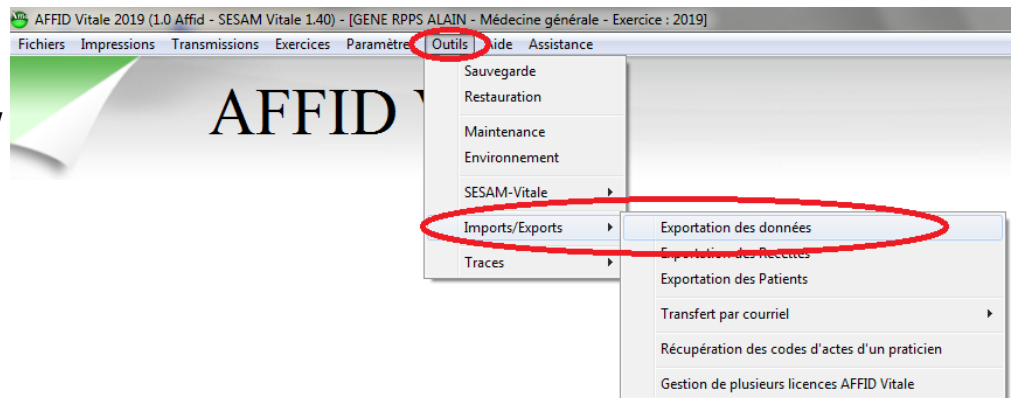 AFFID Vitale 2019 (1.0 Affid - SESAM Vitale 1.40) - [GENE RPPS ALAIN - Médecine générale - Exercice : 2019]
Fichiers Impressions Transmissions Exercices Paramètre Outils Aide Assistance
AFFID
Sauvegarde
Restauration
Maintenance
Environnement
SESAM-Vitale
Imports/Exports
Traces
Exportation des données
Exportation des Recettes
Exportation des Patients
Transfert par courriel
Récupération des codes d'actes d'un praticien
Gestion de plusieurs licences AFFID Vitale